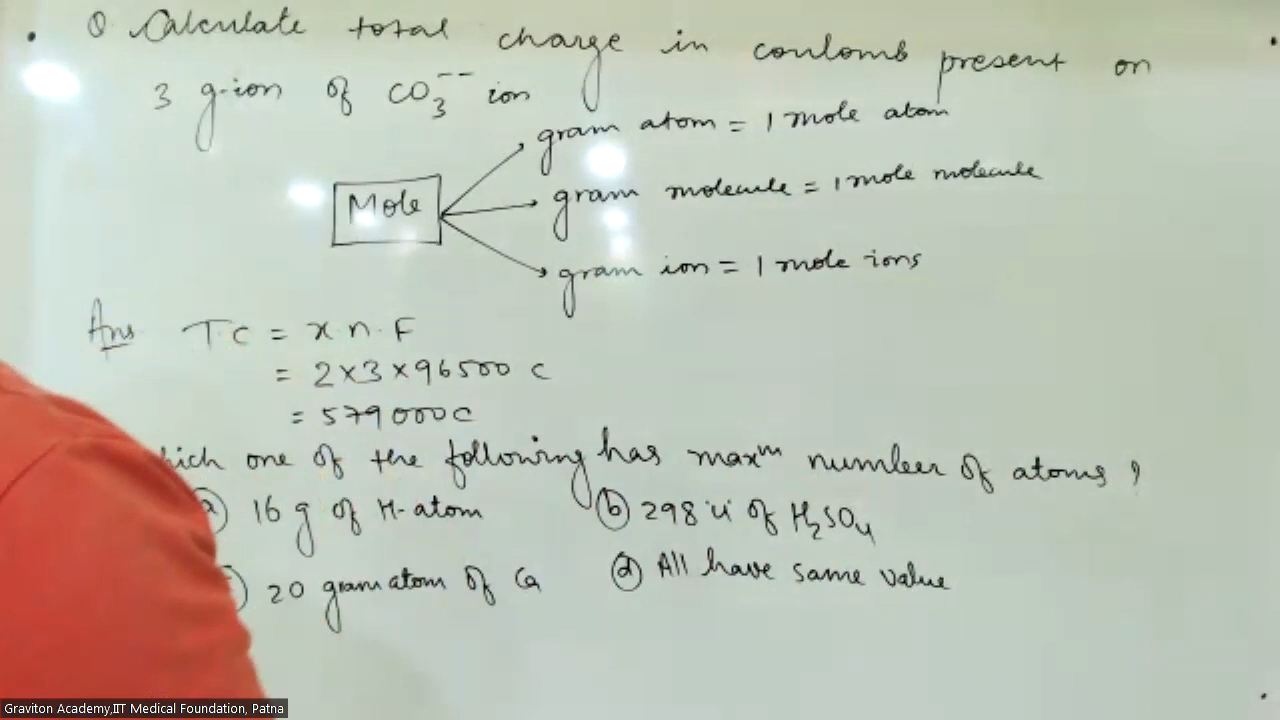 Q Calculate total charge in coulomb present on
3 g-ion of CO₃⁻⁻ ion
gram atom = 1 mole atom
Mole
gram molecule = 1 mole molecule
gram ion = 1 mole ions
Ans TC = x.n.F
= 2×3×96500 C
= 579000C
hich one of the following has maxᵐ number of atoms ?
a) 16 g of H-atom (b) 298 u of H₂SO₄
) 20 gram atom of Ca (d) All have same value
Graviton Academy,IIT Medical Foundation, Patna